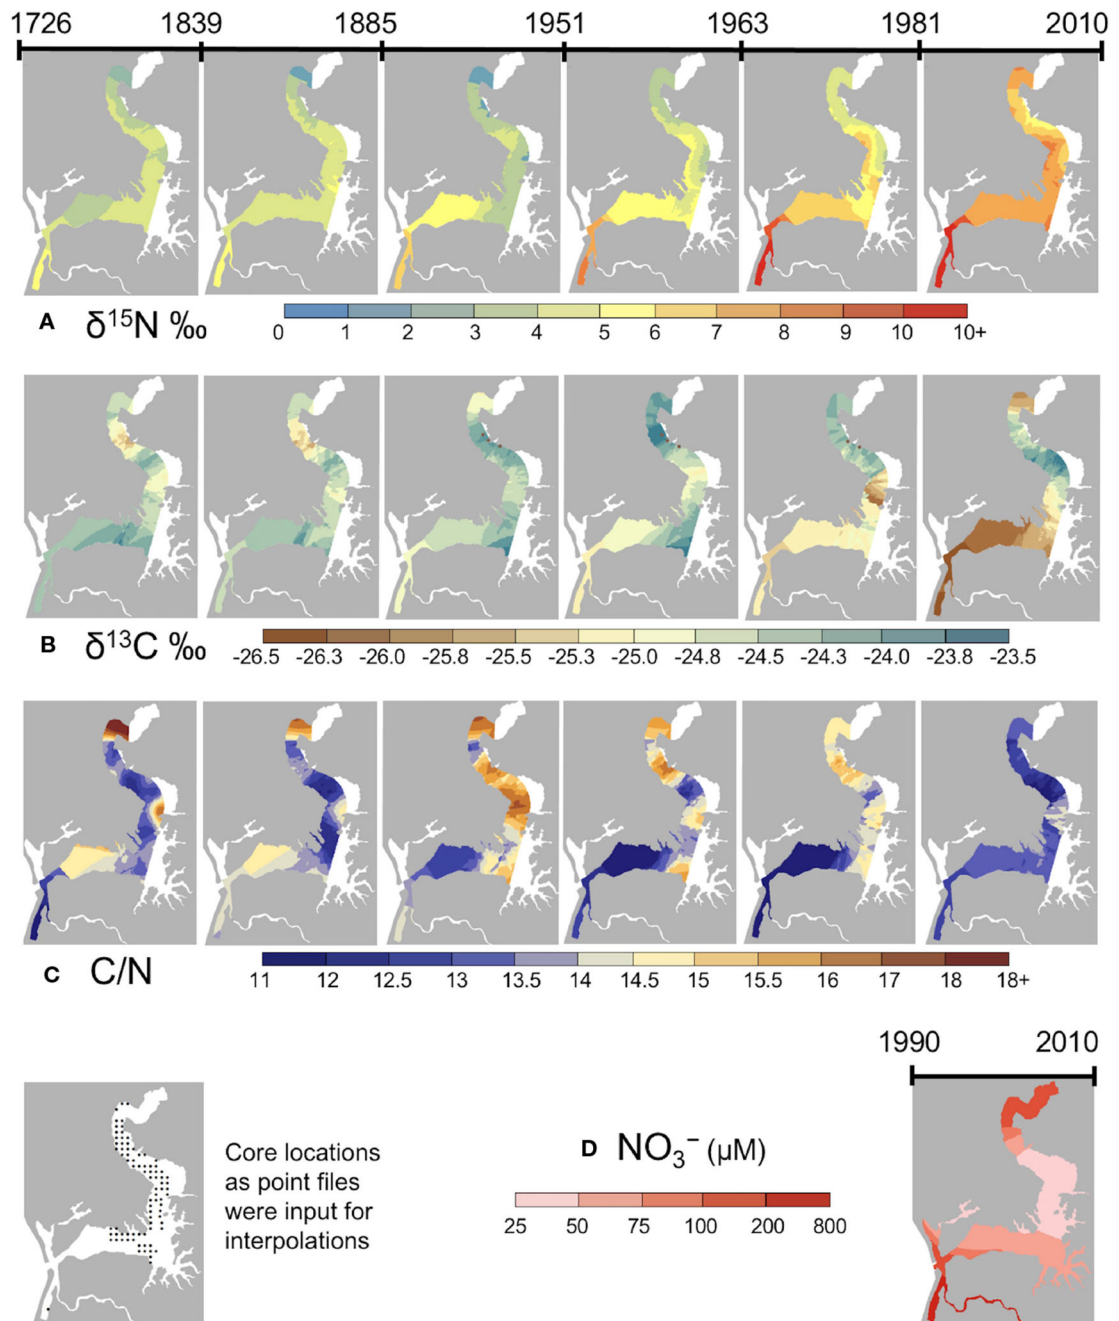 1726 1839 1885 1951 1963 1981 2010
A δ¹⁵N ‰
0 1 2 3 4 5 6 7 8 9 10 10+
B δ¹³C ‰
-26.5 -26.3 -26.0 -25.8 -25.5 -25.3 -25.0 -24.8 -24.5 -24.3 -24.0 -23.8 -23.5
C C/N
11 12 12.5 13 13.5 14 14.5 15 15.5 16 17 18 18+
1990 2010
Core locations
as point files
were input for
interpolations
D NO₃⁻ (µM)
25 50 75 100 200 800